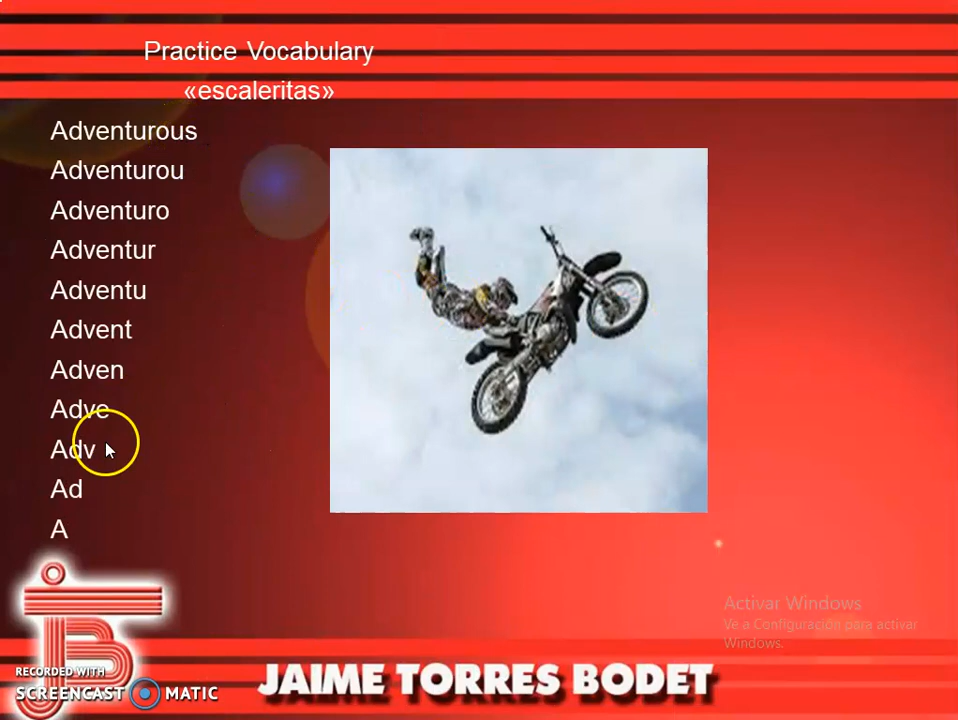 Practice Vocabulary
«escaleritas»
Adventurous
Adventurou
Adventuro
Adventur
Adventu
Advent
Adven
Adve
Adv
Ad
A
Activar Windows
Ve a Configuración para activar
Windows.
RECORDED WITH
SCREENCAST MATIC
JAIME TORRES BODET